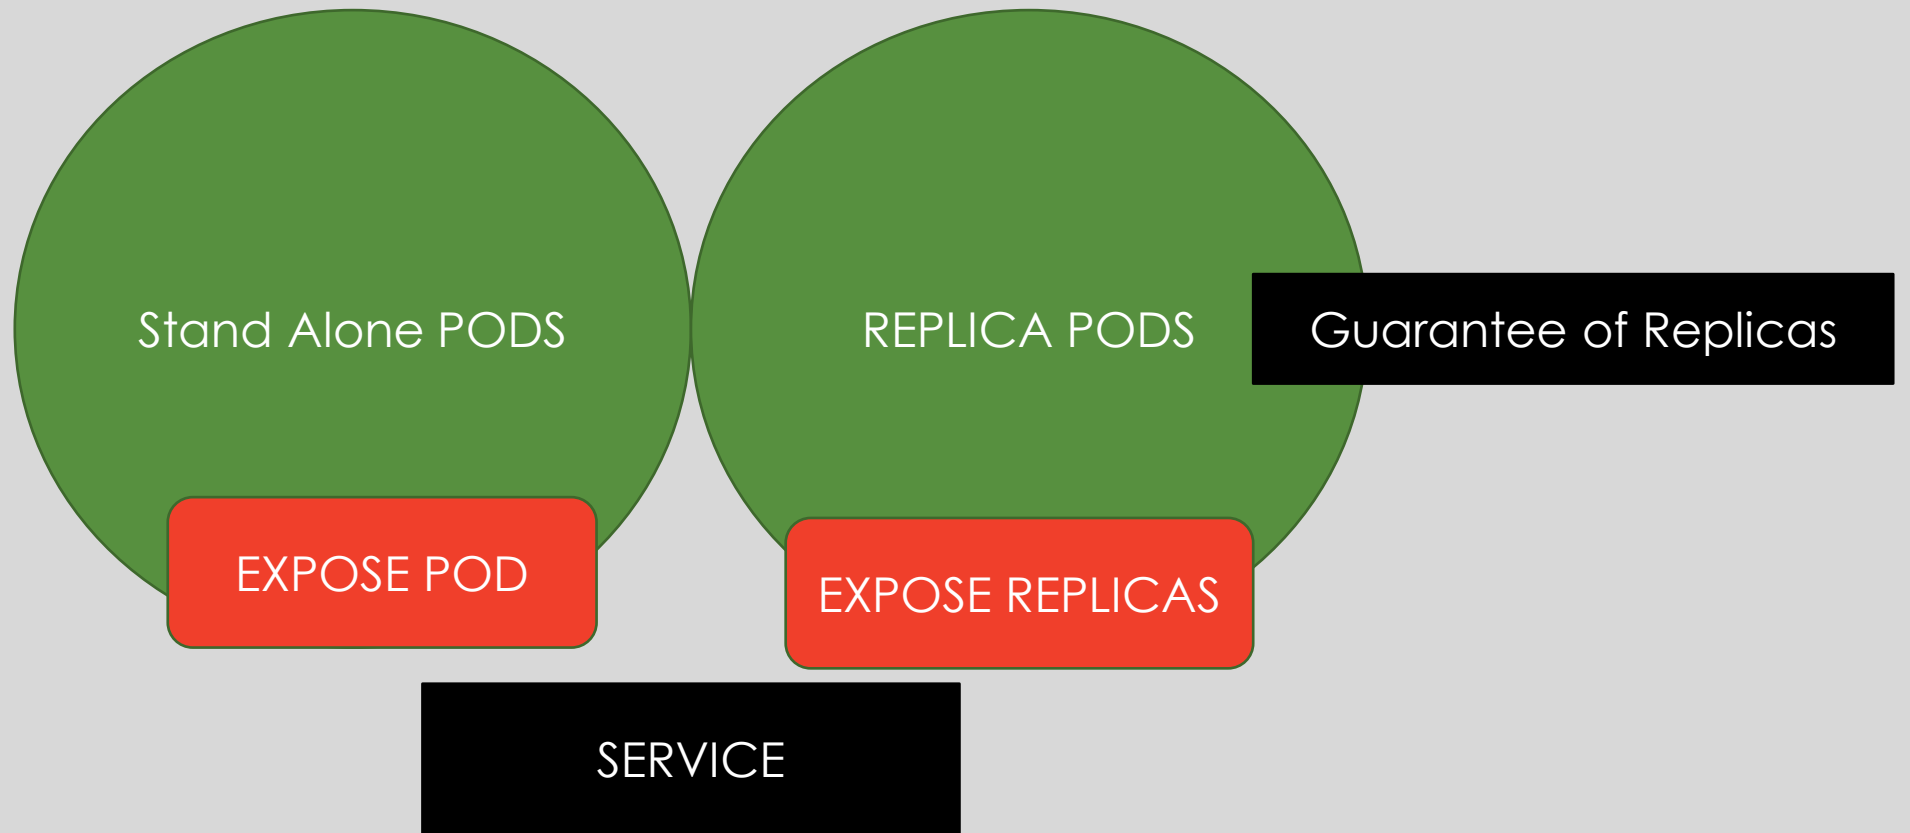 Stand Alone PODS
REPLICA PODS
Guarantee of Replicas
EXPOSE POD
EXPOSE REPLICAS
SERVICE